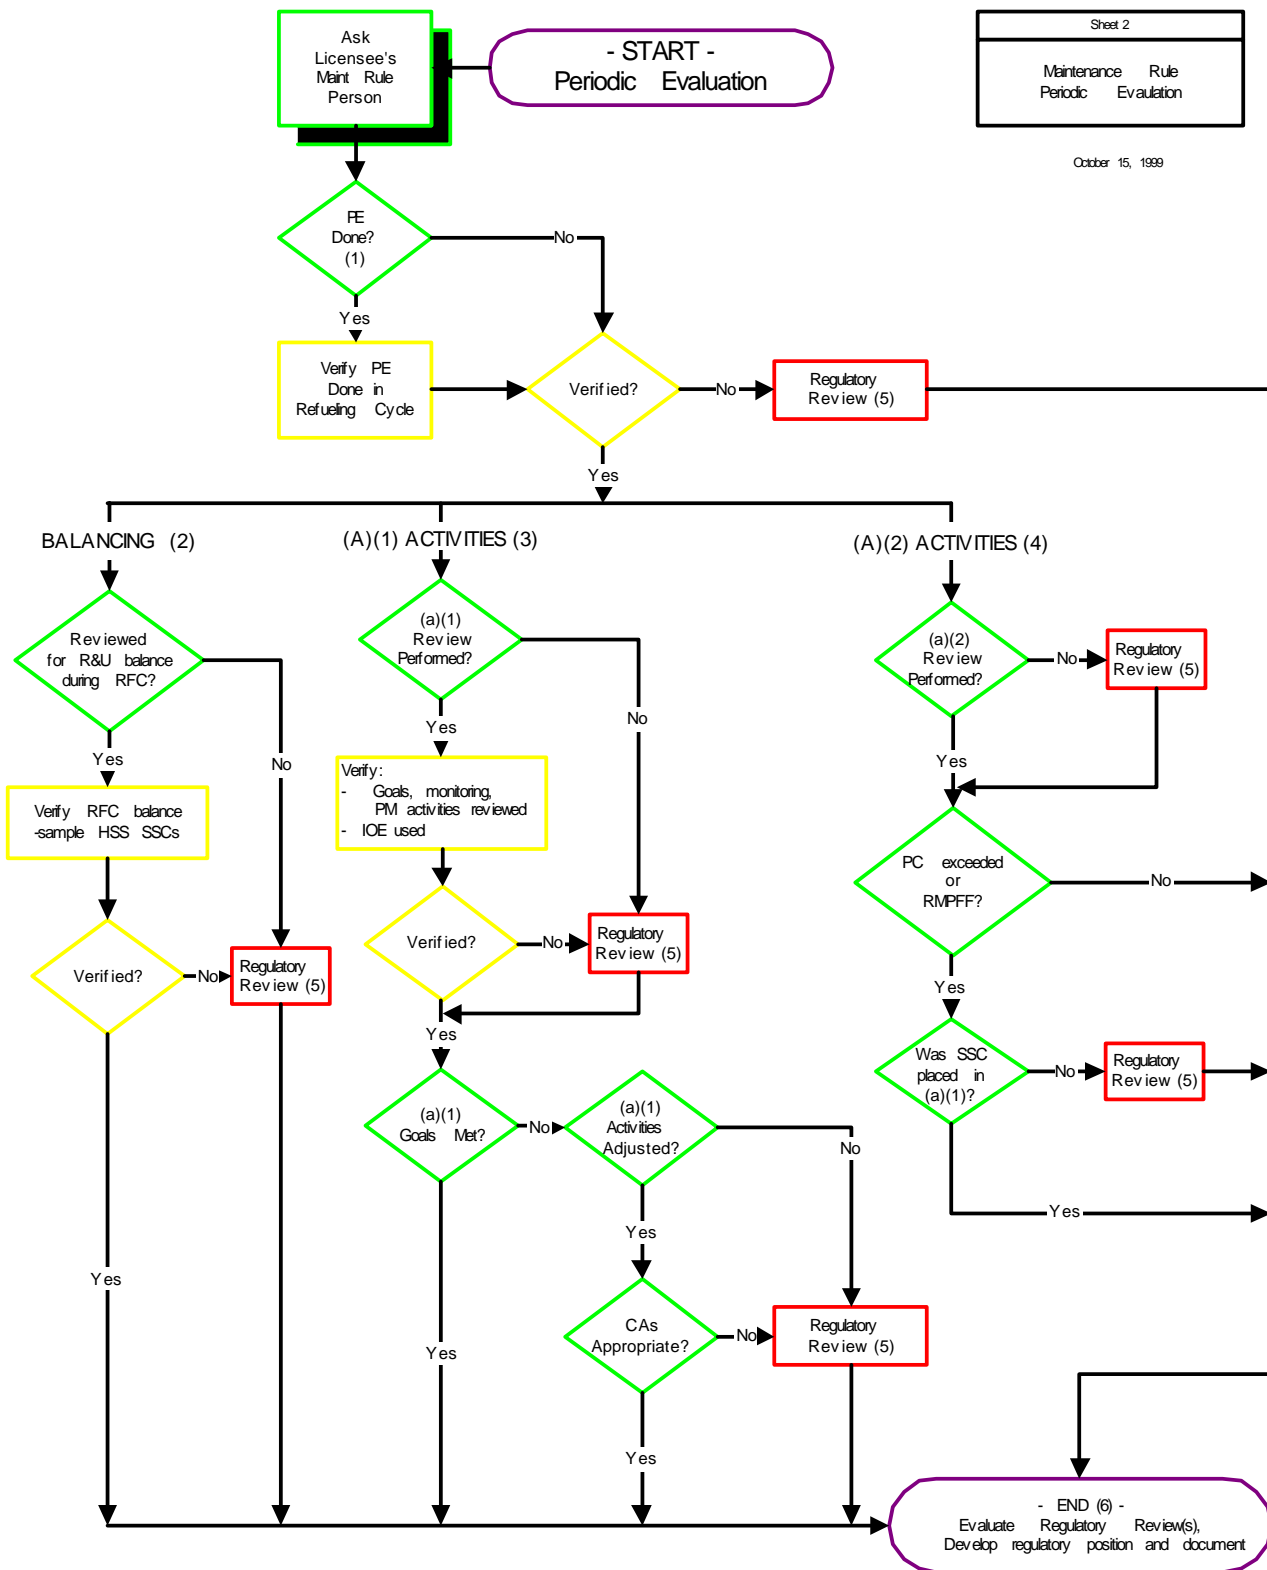 Ask
Licensee's
Maint Rule
Person
- START -
Periodic Evaluation
Sheet 2
Maintenance Rule
Periodic Evaulation
October 15, 1999
PE
Done?
(1)
No
Yes
Verify PE
Done in
Refueling Cycle
Verified?
No
Regulatory
Review (5)
Yes
BALANCING (2)
(A)(1) ACTIVITIES (3)
(A)(2) ACTIVITIES (4)
Reviewed
for R&U balance
during RFC?
Yes
No
Verify RFC balance
-sample HSS SSCs
Verified?
No
Regulatory
Review (5)
Yes
(a)(1)
Review
Performed?
No
Yes
Verify:
- Goals, monitoring,
PM activities reviewed
- IOE used
Verified?
No
Regulatory
Review (5)
Yes
(a)(1)
Goals Met?
No
(a)(1)
Activities
Adjusted?
No
Yes
Yes
CAs
Appropriate?
No
Regulatory
Review (5)
Yes
(a)(2)
Review
Performed?
No
Regulatory
Review (5)
Yes
PC exceeded
or
RMPFF?
No
Yes
Was SSC
placed in
(a)(1)?
No
Regulatory
Review (5)
Yes
- END (6) -
Evaluate Regulatory Review(s),
Develop regulatory position and document